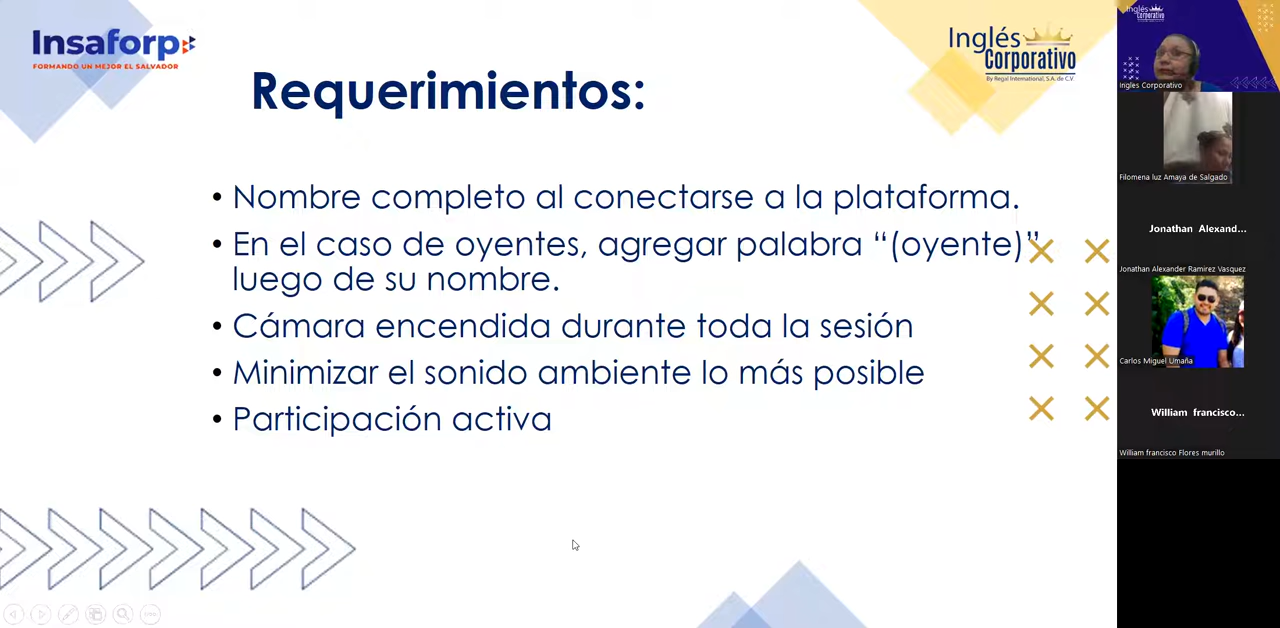 Insaforp
FORMANDO UN MEJOR EL SALVADOR
Inglés
Corporativo
By Regal International, S.A. de C.V
Requerimientos:
• Nombre completo al conectarse a la plataforma.
• En el caso de oyentes, agregar palabra “(oyente)”
luego de su nombre.
• Cámara encendida durante toda la sesión
• Minimizar el sonido ambiente lo más posible
• Participación activa
Inglés
Corporativo
Ingles Corporativo
Filomena luz Amaya de Salgado
Jonathan Alexand...
Jonathan Alexander Ramirez Vasquez
Carlos Miguel Umaña
William francisco...
William francisco Flores murillo